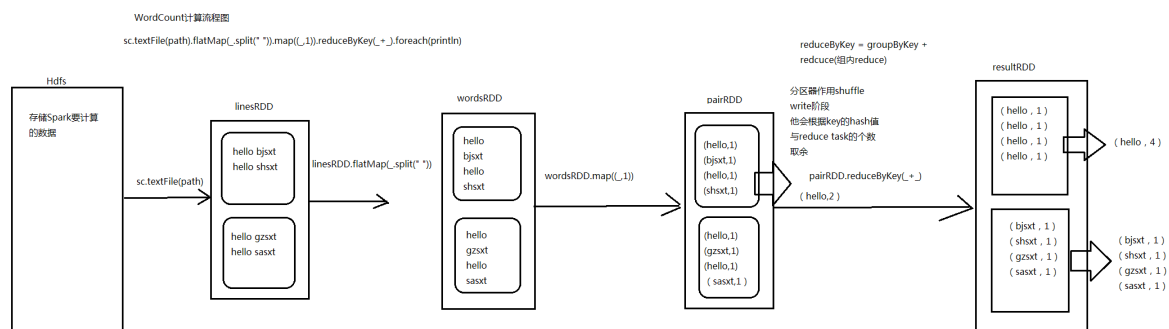 WordCount计算流程图
sc.textFile(path).flatMap(_.split(" ")).map((_,1)).reduceByKey(_+_).foreach(println)
Hdfs
存储Spark要计算
的数据
sc.textFile(path)
linesRDD
hello bjsxt
hello shsxt
hello gzsxt
hello sasxt
linesRDD.flatMap(_.split(" "))
wordsRDD
hello
bjsxt
hello
shsxt
hello
gzsxt
hello
sasxt
wordsRDD.map((_,1))
pairRDD
(hello,1)
(bjsxt,1)
(hello,1)
(shsxt,1)
(hello,1)
(gzsxt,1)
(hello,1)
(sasxt,1)
reduceByKey = groupByKey +
redcuce(组内reduce)
分区器作用shuffle
write阶段
他会根据key的hash值
与reduce task的个数
取余
pairRDD.reduceByKey(_+_)
(hello,2)
resultRDD
(hello,1)
(hello,1)
(hello,1)
(hello,1)
(hello,4)
(bjsxt,1)
(shsxt,1)
(gzsxt,1)
(sasxt,1)
(bjsxt,1)
(shsxt,1)
(gzsxt,1)
(sasxt,1)